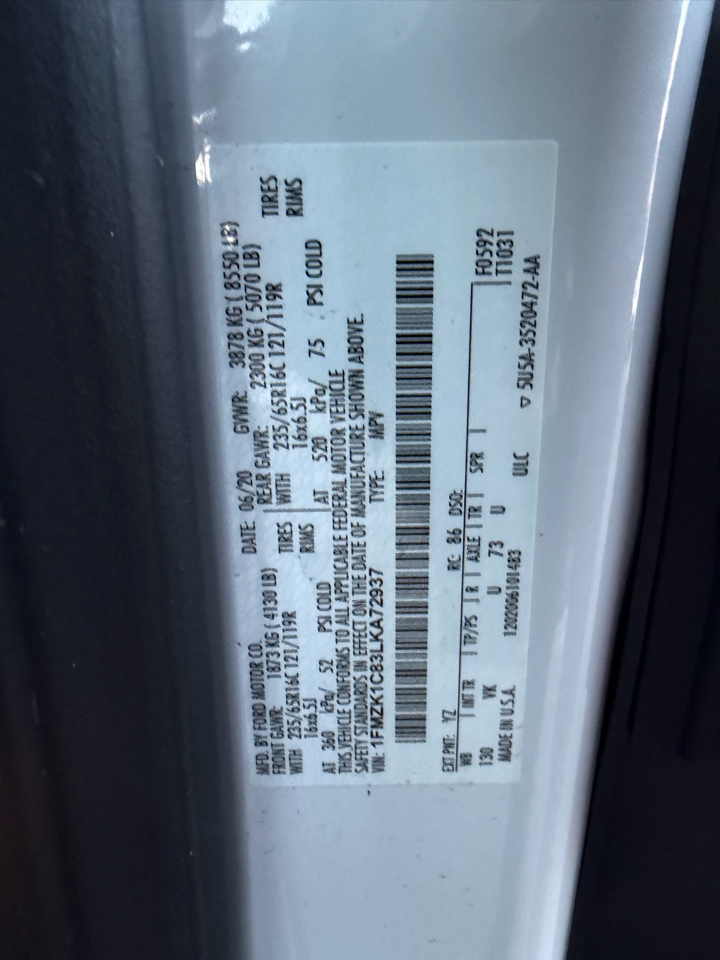 MFD. BY FORD MOTOR CO. DATE: 06/20 GVWR: 3878 KG ( 8550 LB)
FRONT GAWR: 1873 KG ( 4130 LB) REAR GAWR: 2300 KG ( 5070 LB)
WITH 235/65R16C 121/119R TIRES WITH 235/65R16C 121/119R TIRES
16x6.5J RIMS 16x6.5J RIMS
AT 360 kPa/ 52 PSI COLD AT 520 kPa/ 75 PSI COLD
THIS VEHICLE CONFORMS TO ALL APPLICABLE FEDERAL MOTOR VEHICLE
SAFETY STANDARDS IN EFFECT ON THE DATE OF MANUFACTURE SHOWN ABOVE.
VIN: 1FMZK1C83LKA72937 TYPE: MPV
EXT PNT: YZ RC: 86 DSO: F0592
WB INT TR TP/PS R AXLE TR SPR T1031
130 VK U 73 U
MADE IN U.S.A. 1202006101483 ULC ▽ 5U5A-3520472-AA